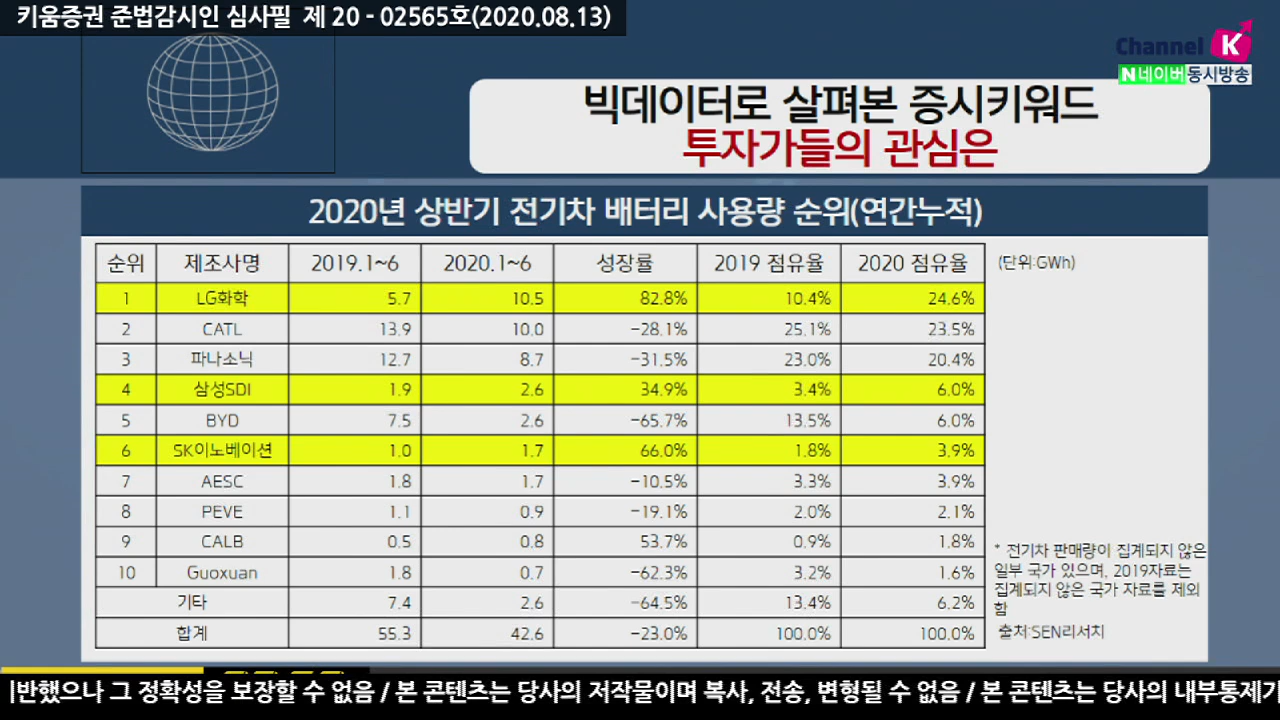 키움증권 준법감시인 심사필 제 20 - 02565호(2020.08.13)
Channel K
N 네이버 동시방송
빅데이터로 살펴본 증시키워드
투자가들의 관심은
2020년 상반기 전기차 배터리 사용량 순위(연간누적)
순위 제조사명 2019.1~6 2020.1~6 성장률 2019 점유율 2020 점유율 (단위:GWh)
1 LG화학 5.7 10.5 82.8% 10.4% 24.6%
2 CATL 13.9 10.0 -28.1% 25.1% 23.5%
3 파나소닉 12.7 8.7 -31.5% 23.0% 20.4%
4 삼성SDI 1.9 2.6 34.9% 3.4% 6.0%
5 BYD 7.5 2.6 -65.7% 13.5% 6.0%
6 SK이노베이션 1.0 1.7 66.0% 1.8% 3.9%
7 AESC 1.8 1.7 -10.5% 3.3% 3.9%
8 PEVE 1.1 0.9 -19.1% 2.0% 2.1%
9 CALB 0.5 0.8 53.7% 0.9% 1.8%
10 Guoxuan 1.8 0.7 -62.3% 3.2% 1.6%
기타 7.4 2.6 -64.5% 13.4% 6.2%
합계 55.3 42.6 -23.0% 100.0% 100.0%
* 전기차 판매량이 집계되지 않은
일부 국가 있으며, 2019자료는
집계되지 않은 국가 자료를 제외
함
출처:SEN리서치
반했으나 그 정확성을 보장할 수 없음 / 본 콘텐츠는 당사의 저작물이며 복사, 전송, 변형될 수 없음 / 본 콘텐츠는 당사의 내부통제기